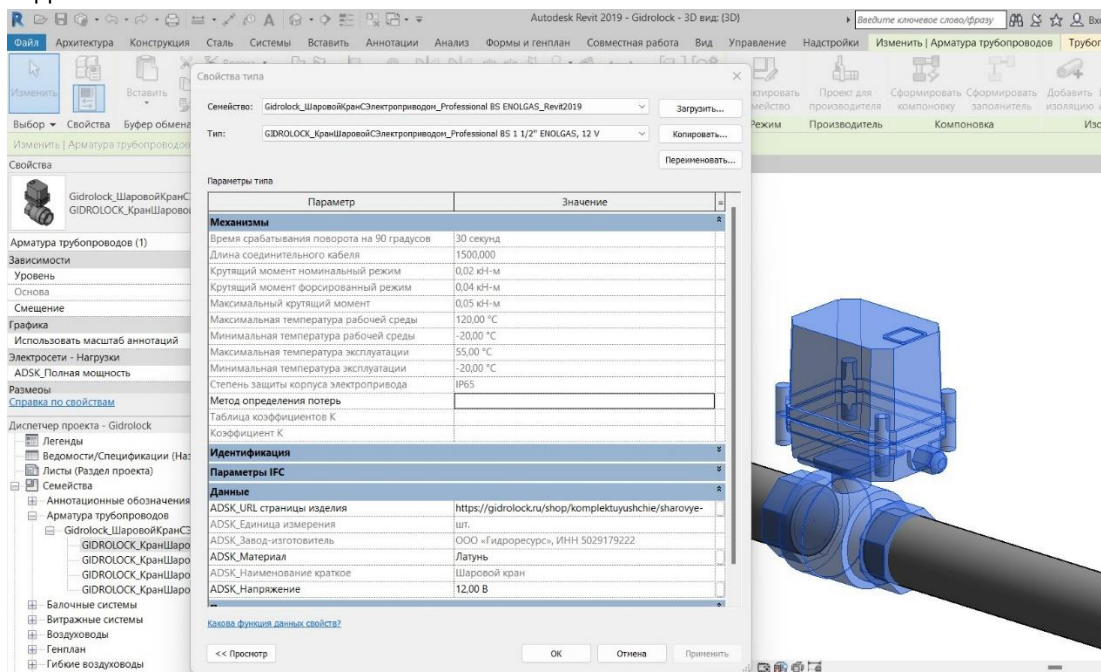 Autodesk Revit 2019 - Gidrolock - 3D вид: {3D}
Введите ключевое слово/фразу
Файл Архитектура Конструкция Сталь Системы Вставить Аннотации Анализ Формы и генплан Совместная работа Вид Управление Надстройки Изменить | Арматура трубопроводов
Изменить
Вставить
Проект для производителя
Сформировать компоновку
Сформировать заполнитель
Добавить
изоляцию
Выбор Свойства Буфер обмена
Режим Производитель Компоновка
Изменить | Арматура трубопроводов
Свойства
Gidrolock_ШаровойКранС
GIDROLOCK_КранШарово
Арматура трубопроводов (1)
Зависимости
Уровень
Основа
Смещение
Графика
Использовать масштаб аннотаций
Электросети - Нагрузки
ADSK_Полная мощность
Размеры
Справка по свойствам
Диспетчер проекта - Gidrolock
Легенды
Ведомости/Спецификации (На
Листы (Раздел проекта)
Семейства
Аннотационные обозначения
Арматура трубопроводов
Gidrolock_ШаровойКранСЭ
GIDROLOCK_КранШаро
GIDROLOCK_КранШаро
GIDROLOCK_КранШаро
GIDROLOCK_КранШаро
Балочные системы
Витражные системы
Воздуховоды
Генплан
Гибкие воздуховоды
Свойства типа
Семейство: Gidrolock_ШаровойКранСЭлектроприводом_Professional BS ENOLGAS_Revit2019 Загрузить...
Тип: GIDROLOCK_КранШаровойСЭлектроприводом_Professional BS 1 1/2" ENOLGAS, 12 V Копировать...
Переименовать...
Параметры типа
Параметр Значение =
Механизмы
Время срабатывания поворота на 90 градусов 30 секунд
Длина соединительного кабеля 1500,000
Крутящий момент номинальный режим 0,02 кН-м
Крутящий момент форсированный режим 0,04 кН-м
Максимальный крутящий момент 0,05 кН-м
Максимальная температура рабочей среды 120,00 °C
Минимальная температура рабочей среды -20,00 °C
Максимальная температура эксплуатации 55,00 °C
Минимальная температура эксплуатации -20,00 °C
Степень защиты корпуса электропривода IP65
Метод определения потерь
Таблица коэффициентов К
Коэффициент К
Идентификация
Параметры IFC
Данные
ADSK_URL страницы изделия https://gidrolock.ru/shop/komplektuyushchie/sharovye-
ADSK_Единица измерения шт.
ADSK_Завод-изготовитель ООО «Гидроресурс», ИНН 5029179222
ADSK_Материал Латунь
ADSK_Наименование краткое Шаровой кран
ADSK_Напряжение 12,00 В
Какова функция данных свойств?
<< Просмотр ОК Отмена Применить